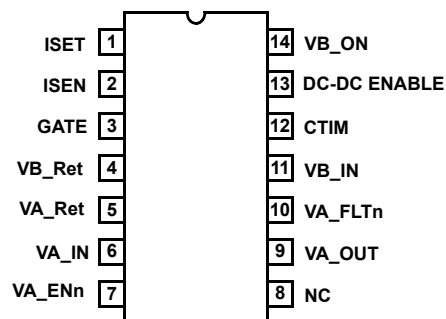 ISET 1 14 VB_ON
ISEN 2 13 DC-DC ENABLE
GATE 3 12 CTIM
VB_Ret 4 11 VB_IN
VA_Ret 5 10 VA_FLTn
VA_IN 6 9 VA_OUT
VA_ENn 7 8 NC